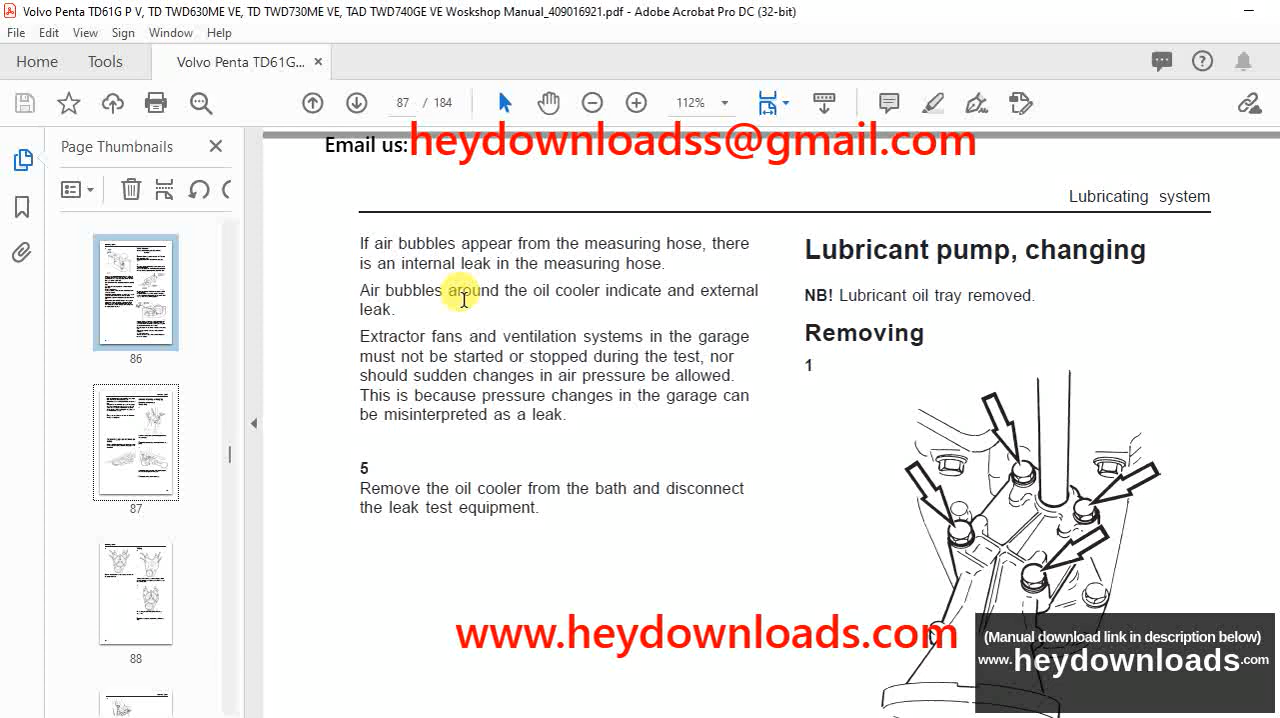 Volvo Penta TD61G P V, TD TWD630ME VE, TD TWD730ME VE, TAD TWD740GE VE Woskshop Manual_409016921.pdf - Adobe Acrobat Pro DC (32-bit)
File Edit View Sign Window Help
Home Tools Volvo Penta TD61G... ×
87 / 184 112%
Page Thumbnails
86
87
88
Email us:heydownloadss@gmail.com
Lubricating system
If air bubbles appear from the measuring hose, there
is an internal leak in the measuring hose.
Air bubbles around the oil cooler indicate and external
leak.
Extractor fans and ventilation systems in the garage
must not be started or stopped during the test, nor
should sudden changes in air pressure be allowed.
This is because pressure changes in the garage can
be misinterpreted as a leak.
5
Remove the oil cooler from the bath and disconnect
the leak test equipment.
Lubricant pump, changing
NB! Lubricant oil tray removed.
Removing
1
www.heydownloads.com
(Manual download link in description below)
www.heydownloads.com